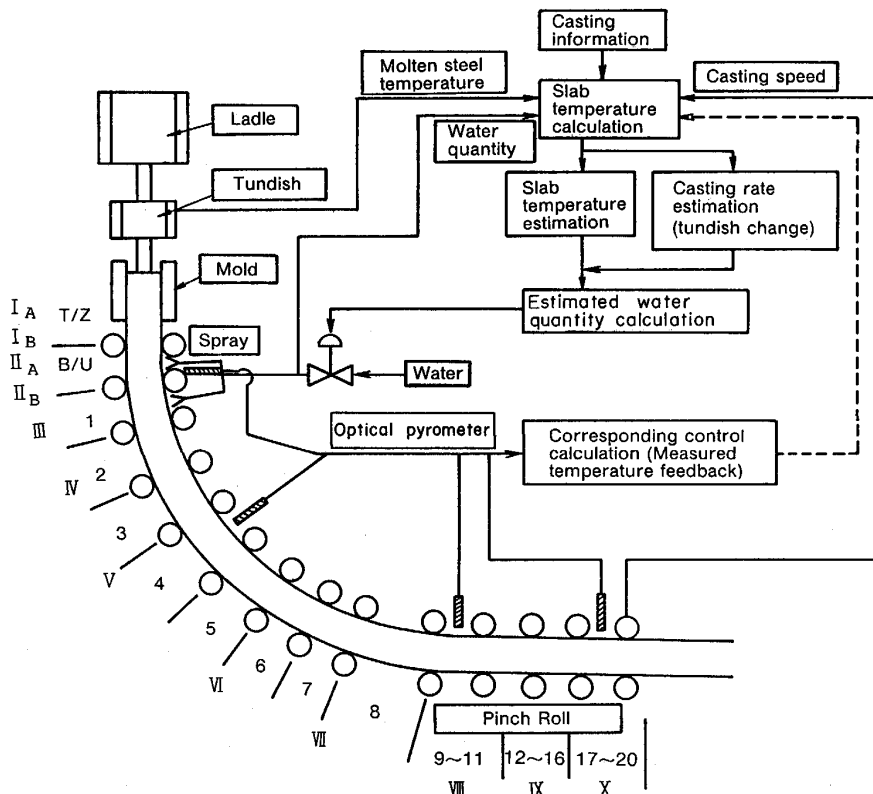 Casting
information
Molten steel
temperature
Casting speed
Slab
temperature
calculation
Ladle
Water
quantity
Tundish
Slab
temperature
estimation
Casting rate
estimation
(tundish change)
Mold
I A T/Z
Estimated water
quantity calculation
I B
Spray
II A B/U
Water
II B
III 1
Optical pyrometer
Corresponding control
calculation (Measured
temperature feedback)
IV 2
3
V 4
5
VI 6
7
VII 8
Pinch Roll
9~11 12~16 17~20
VIII IX X